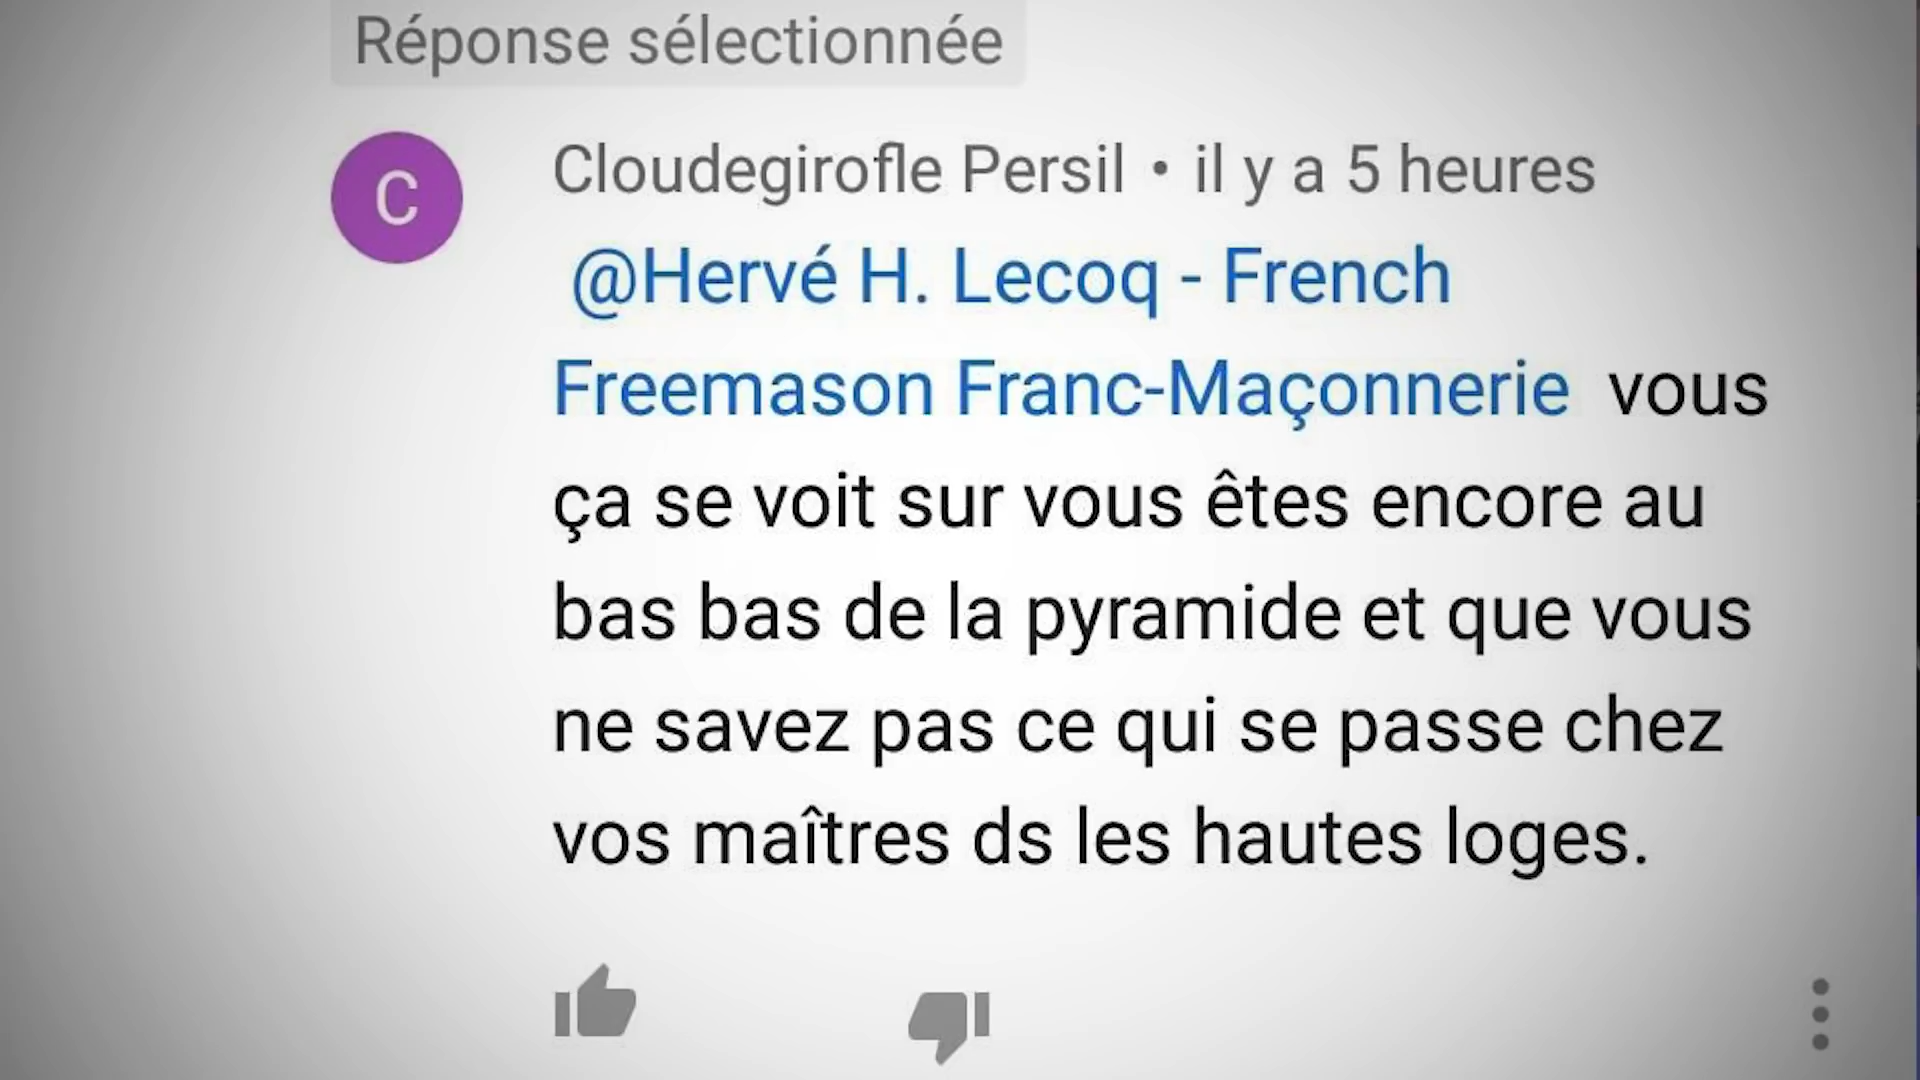 Réponse sélectionnée
C
Cloudegirofle Persil • il y a 5 heures
@Hervé H. Lecoq - French
Freemason Franc-Maçonnerie vous
ça se voit sur vous êtes encore au
bas bas de la pyramide et que vous
ne savez pas ce qui se passe chez
vos maîtres ds les hautes loges.